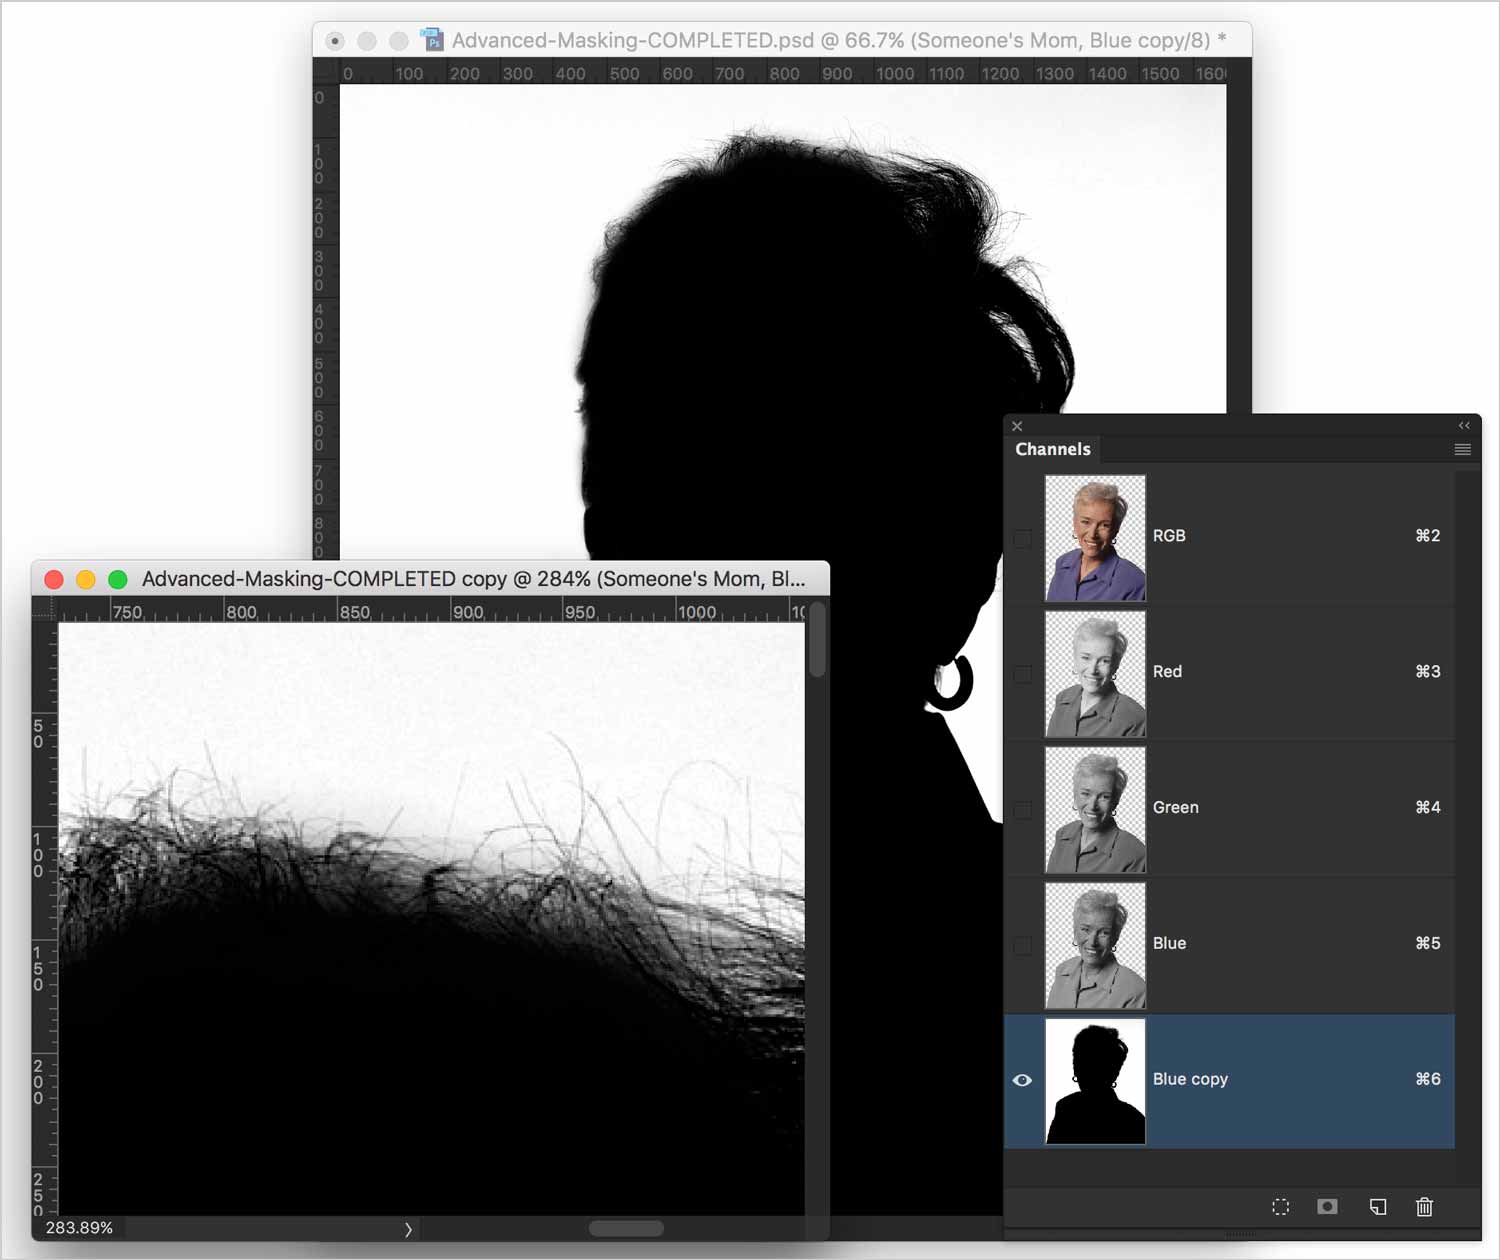 Advanced-Masking-COMPLETED.psd @ 66.7% (Someone's Mom, Blue copy/8) *
0 100 200 300 400 500 600 700 800 900 1000 1100 1200 1300 1400 1500 160
0
100
200
300
400
500
600
700
80
Channels
RGB ⌘2
Red ⌘3
Green ⌘4
Blue ⌘5
Blue copy ⌘6
Advanced-Masking-COMPLETED copy @ 284% (Someone's Mom, Bl...
750 800 850 900 950 1000 10
50
100
150
200
250
283.89%